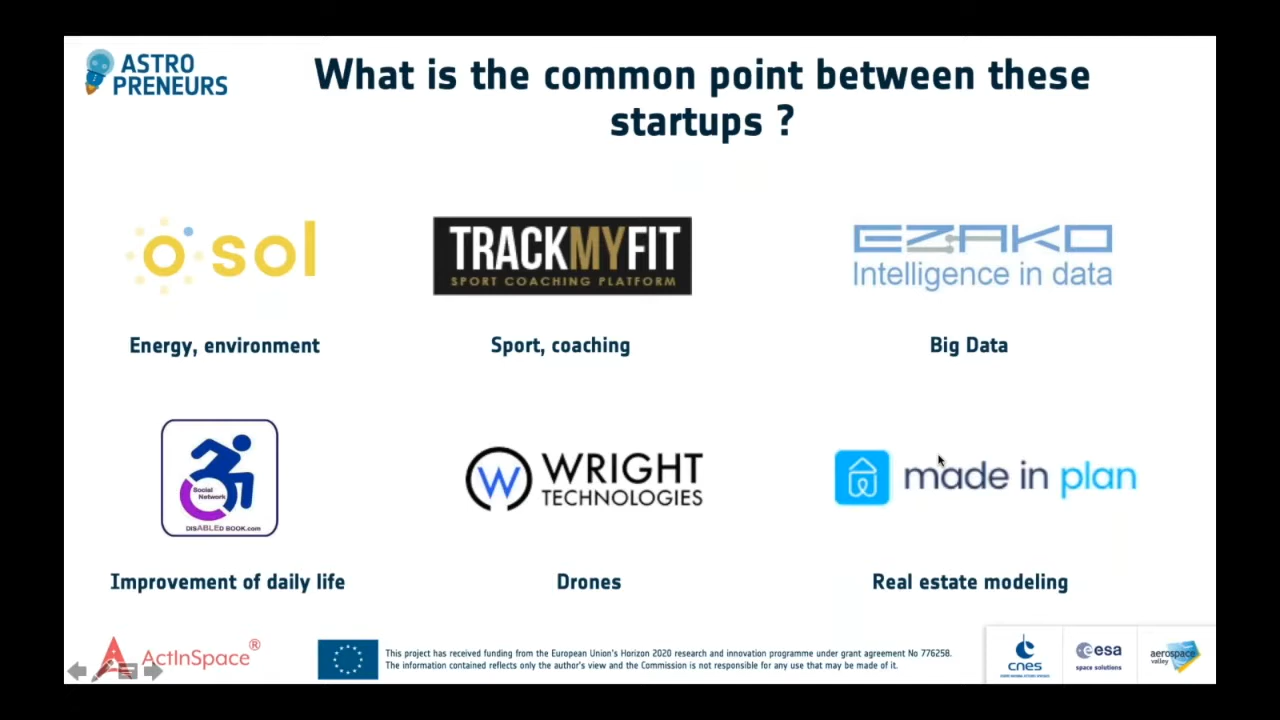 ASTRO
PRENEURS
What is the common point between these
startups ?
o'sol
TRACKMYFIT
SPORT COACHING PLATFORM
EZAKO
Intelligence in data
Energy, environment
Sport, coaching
Big Data
Social
Network
DISABLED BOOK.com
W
WRIGHT
TECHNOLOGIES
made in plan
Improvement of daily life
Drones
Real estate modeling
ActInSpace®
This project has received funding from the European Union's Horizon 2020 research and innovation programme under grant agreement No 776258.
The information contained reflects only the author's view and the Commission is not responsible for any use that may be made of it.
cnes
esa
space solutions
aerospace
valley